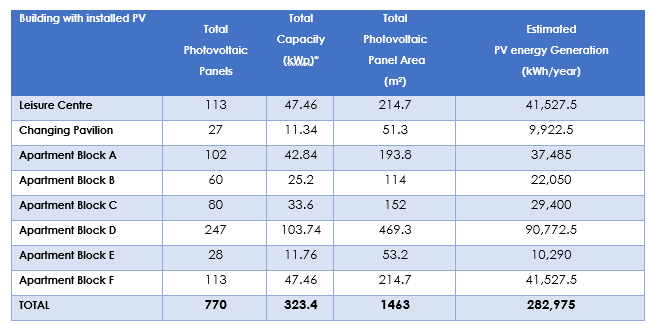 Building with installed PV Total Photovoltaic Panels Total Capacity (kWp)" Total Photovoltaic Panel Area (m²) Estimated PV energy Generation (kWh/year)
Leisure Centre 113 47.46 214.7 41,527.5
Changing Pavilion 27 11.34 51.3 9,922.5
Apartment Block A 102 42.84 193.8 37,485
Apartment Block B 60 25.2 114 22,050
Apartment Block C 80 33.6 152 29,400
Apartment Block D 247 103.74 469.3 90,772.5
Apartment Block E 28 11.76 53.2 10,290
Apartment Block F 113 47.46 214.7 41,527.5
TOTAL 770 323.4 1463 282,975